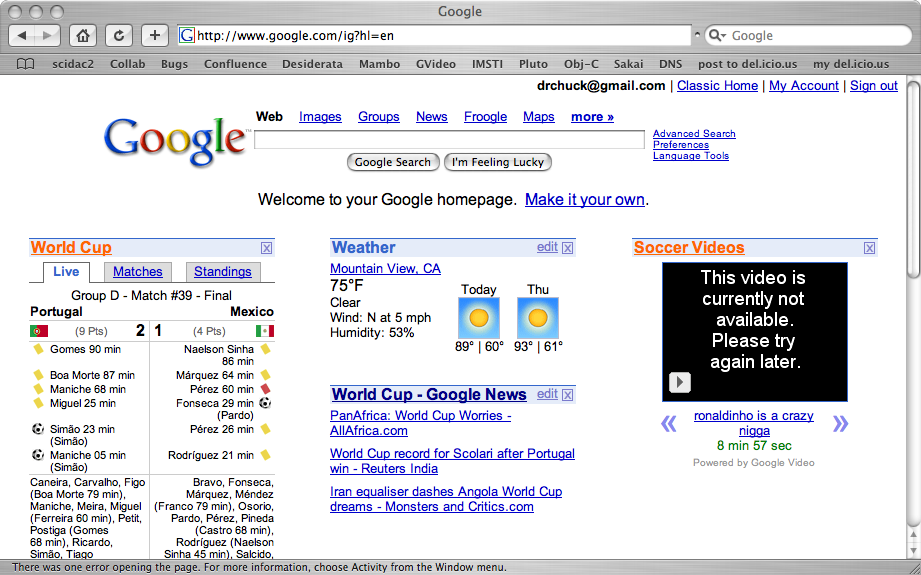 Google
http://www.google.com/ig?hl=en
Google
scidac2 Collab Bugs Confluence Desiderata Mambo GVideo IMSTI Pluto Obj-C Sakai DNS post to del.icio.us my del.icio.us
drchuck@gmail.com | Classic Home | My Account | Sign out
Web Images Groups News Froogle Maps more »
Google™
Advanced Search
Preferences
Language Tools
Google Search I'm Feeling Lucky
Welcome to your Google homepage. Make it your own.
World Cup
Live Matches Standings
Group D - Match #39 - Final
Portugal Mexico
(9 Pts) 2 1 (4 Pts)
Gomes 90 min
Boa Morte 87 min
Maniche 68 min
Miguel 25 min
Simão 23 min
(Simão)
Maniche 05 min
(Simão)
Naelson Sinha
86 min
Márquez 64 min
Pérez 60 min
Fonseca 29 min
(Pardo)
Pérez 26 min
Rodríguez 21 min
Caneira, Carvalho, Figo
(Boa Morte 79 min),
Maniche, Meira, Miguel
(Ferreira 60 min), Petit,
Postiga (Gomes
68 min), Ricardo,
Simão, Tiago
Bravo, Fonseca,
Márquez, Méndez
(Franco 79 min), Osorio,
Pardo, Pérez, Pineda
(Castro 68 min),
Rodríguez (Naelson
Sinha 45 min), Salcido,
Weather edit
Mountain View, CA
75°F
Clear
Wind: N at 5 mph
Humidity: 53%
Today Thu
89° | 60° 93° | 61°
World Cup - Google News edit
PanAfrica: World Cup Worries -
AllAfrica.com
World Cup record for Scolari after Portugal
win - Reuters India
Iran equaliser dashes Angola World Cup
dreams - Monsters and Critics.com
Soccer Videos
This video is
currently not
available.
Please try
again later.
« ronaldinho is a crazy »
nigga
8 min 57 sec
Powered by Google Video
There was one error opening the page. For more information, choose Activity from the Window menu.